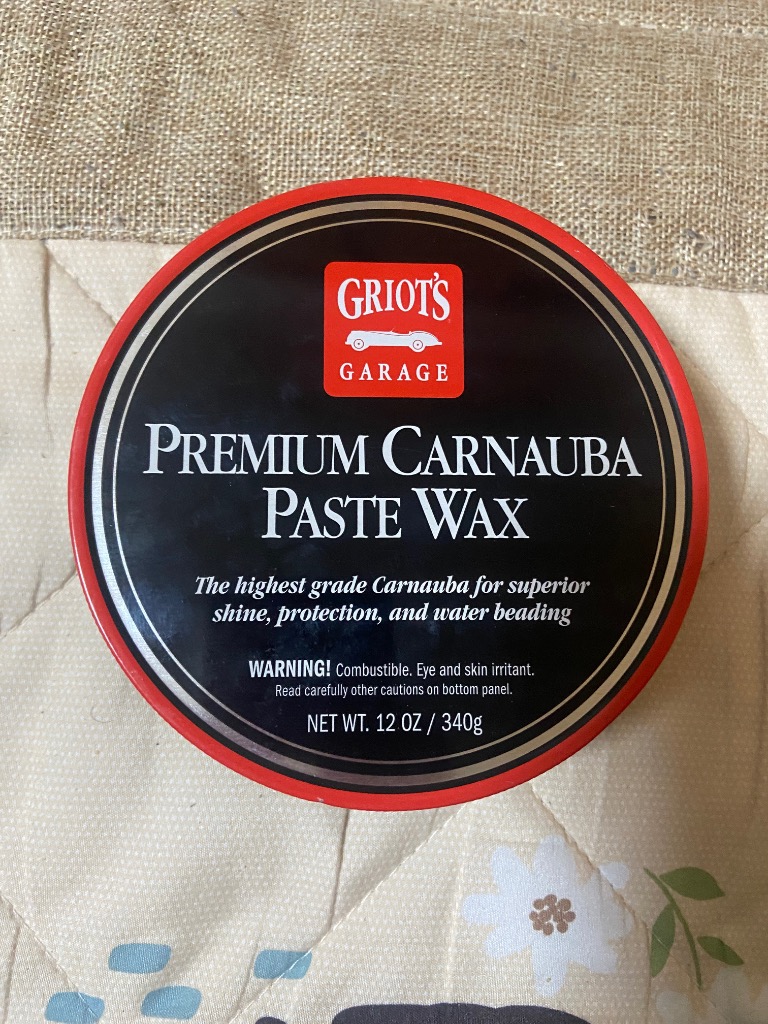 GRIOT'S
GARAGE
PREMIUM CARNAUBA
PASTE WAX
The highest grade Carnauba for superior
shine, protection, and water beading
WARNING! Combustible. Eye and skin irritant.
Read carefully other cautions on bottom panel.
NET WT. 12 OZ / 340g